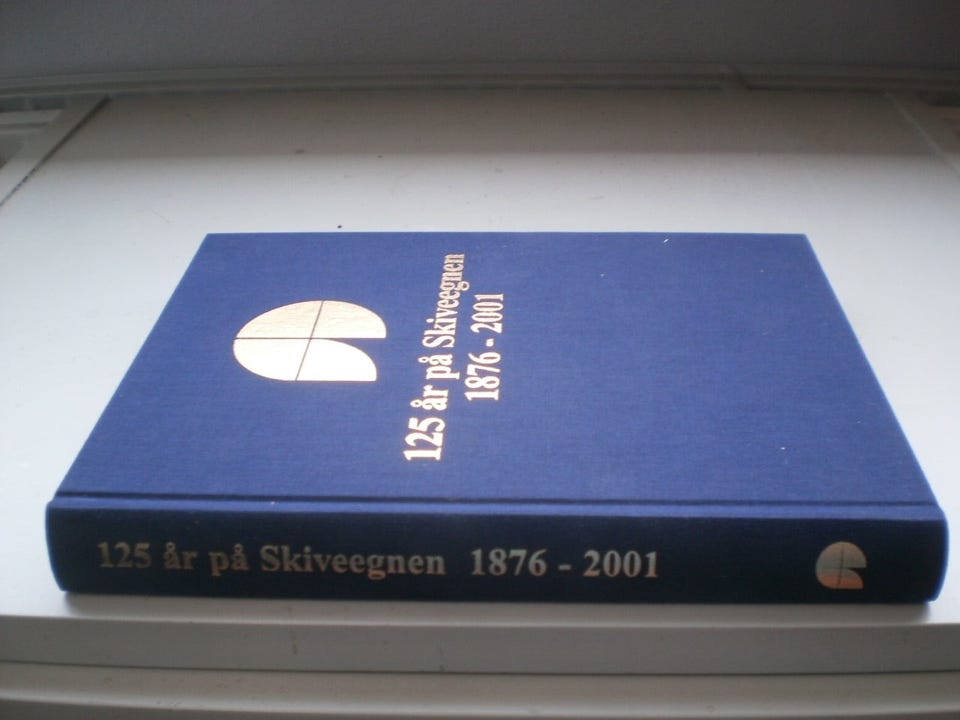 125 år på Skiveegnen
1876 - 2001
125 år på Skiveegnen 1876 - 2001